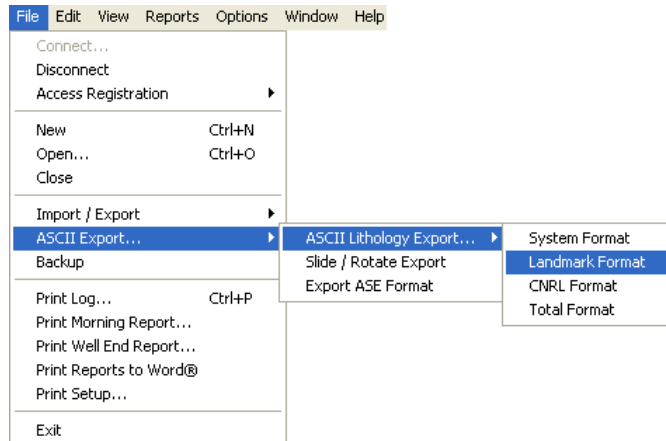 File Edit View Reports Options Window Help
Connect...
Disconnect
Access Registration
New Ctrl+N
Open... Ctrl+O
Close
Import / Export
ASCII Export...
Backup
Print Log... Ctrl+P
Print Morning Report...
Print Well End Report...
Print Reports to Word®
Print Setup...
Exit
ASCII Lithology Export...
Slide / Rotate Export
Export ASE Format
System Format
Landmark Format
CNRL Format
Total Format